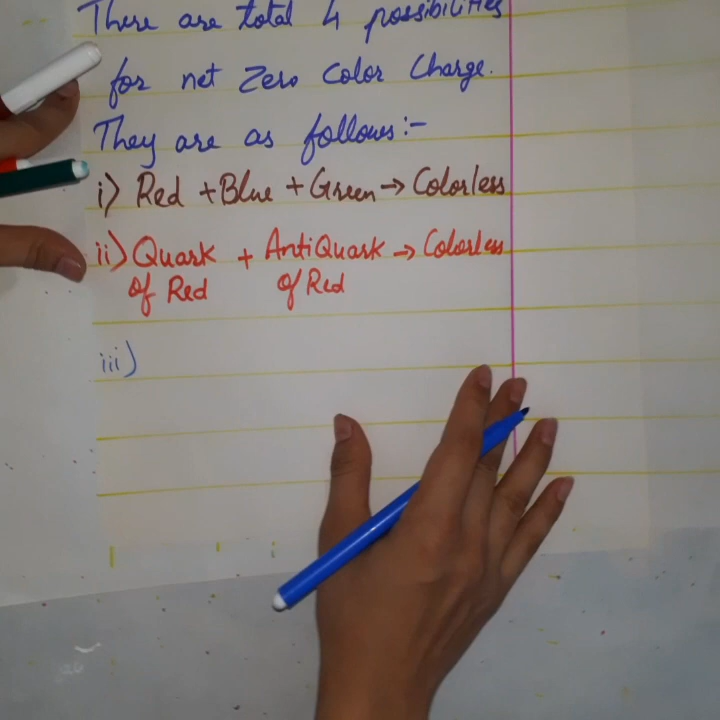 There are total 4 possibilities
for net Zero Color Charge.
They are as follows:-
i) Red + Blue + Green → Colorless
ii) Quark + AntiQuark → Colorless
of Red of Red
iii)